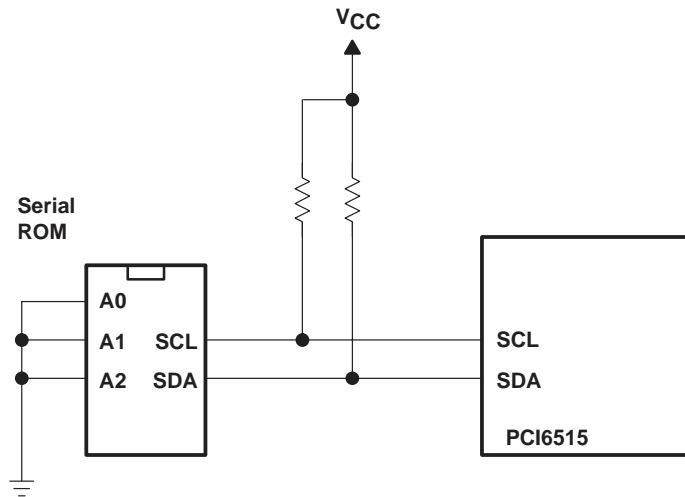 VCC
Serial
ROM
A0
A1 SCL
A2 SDA
SCL
SDA
PCI6515